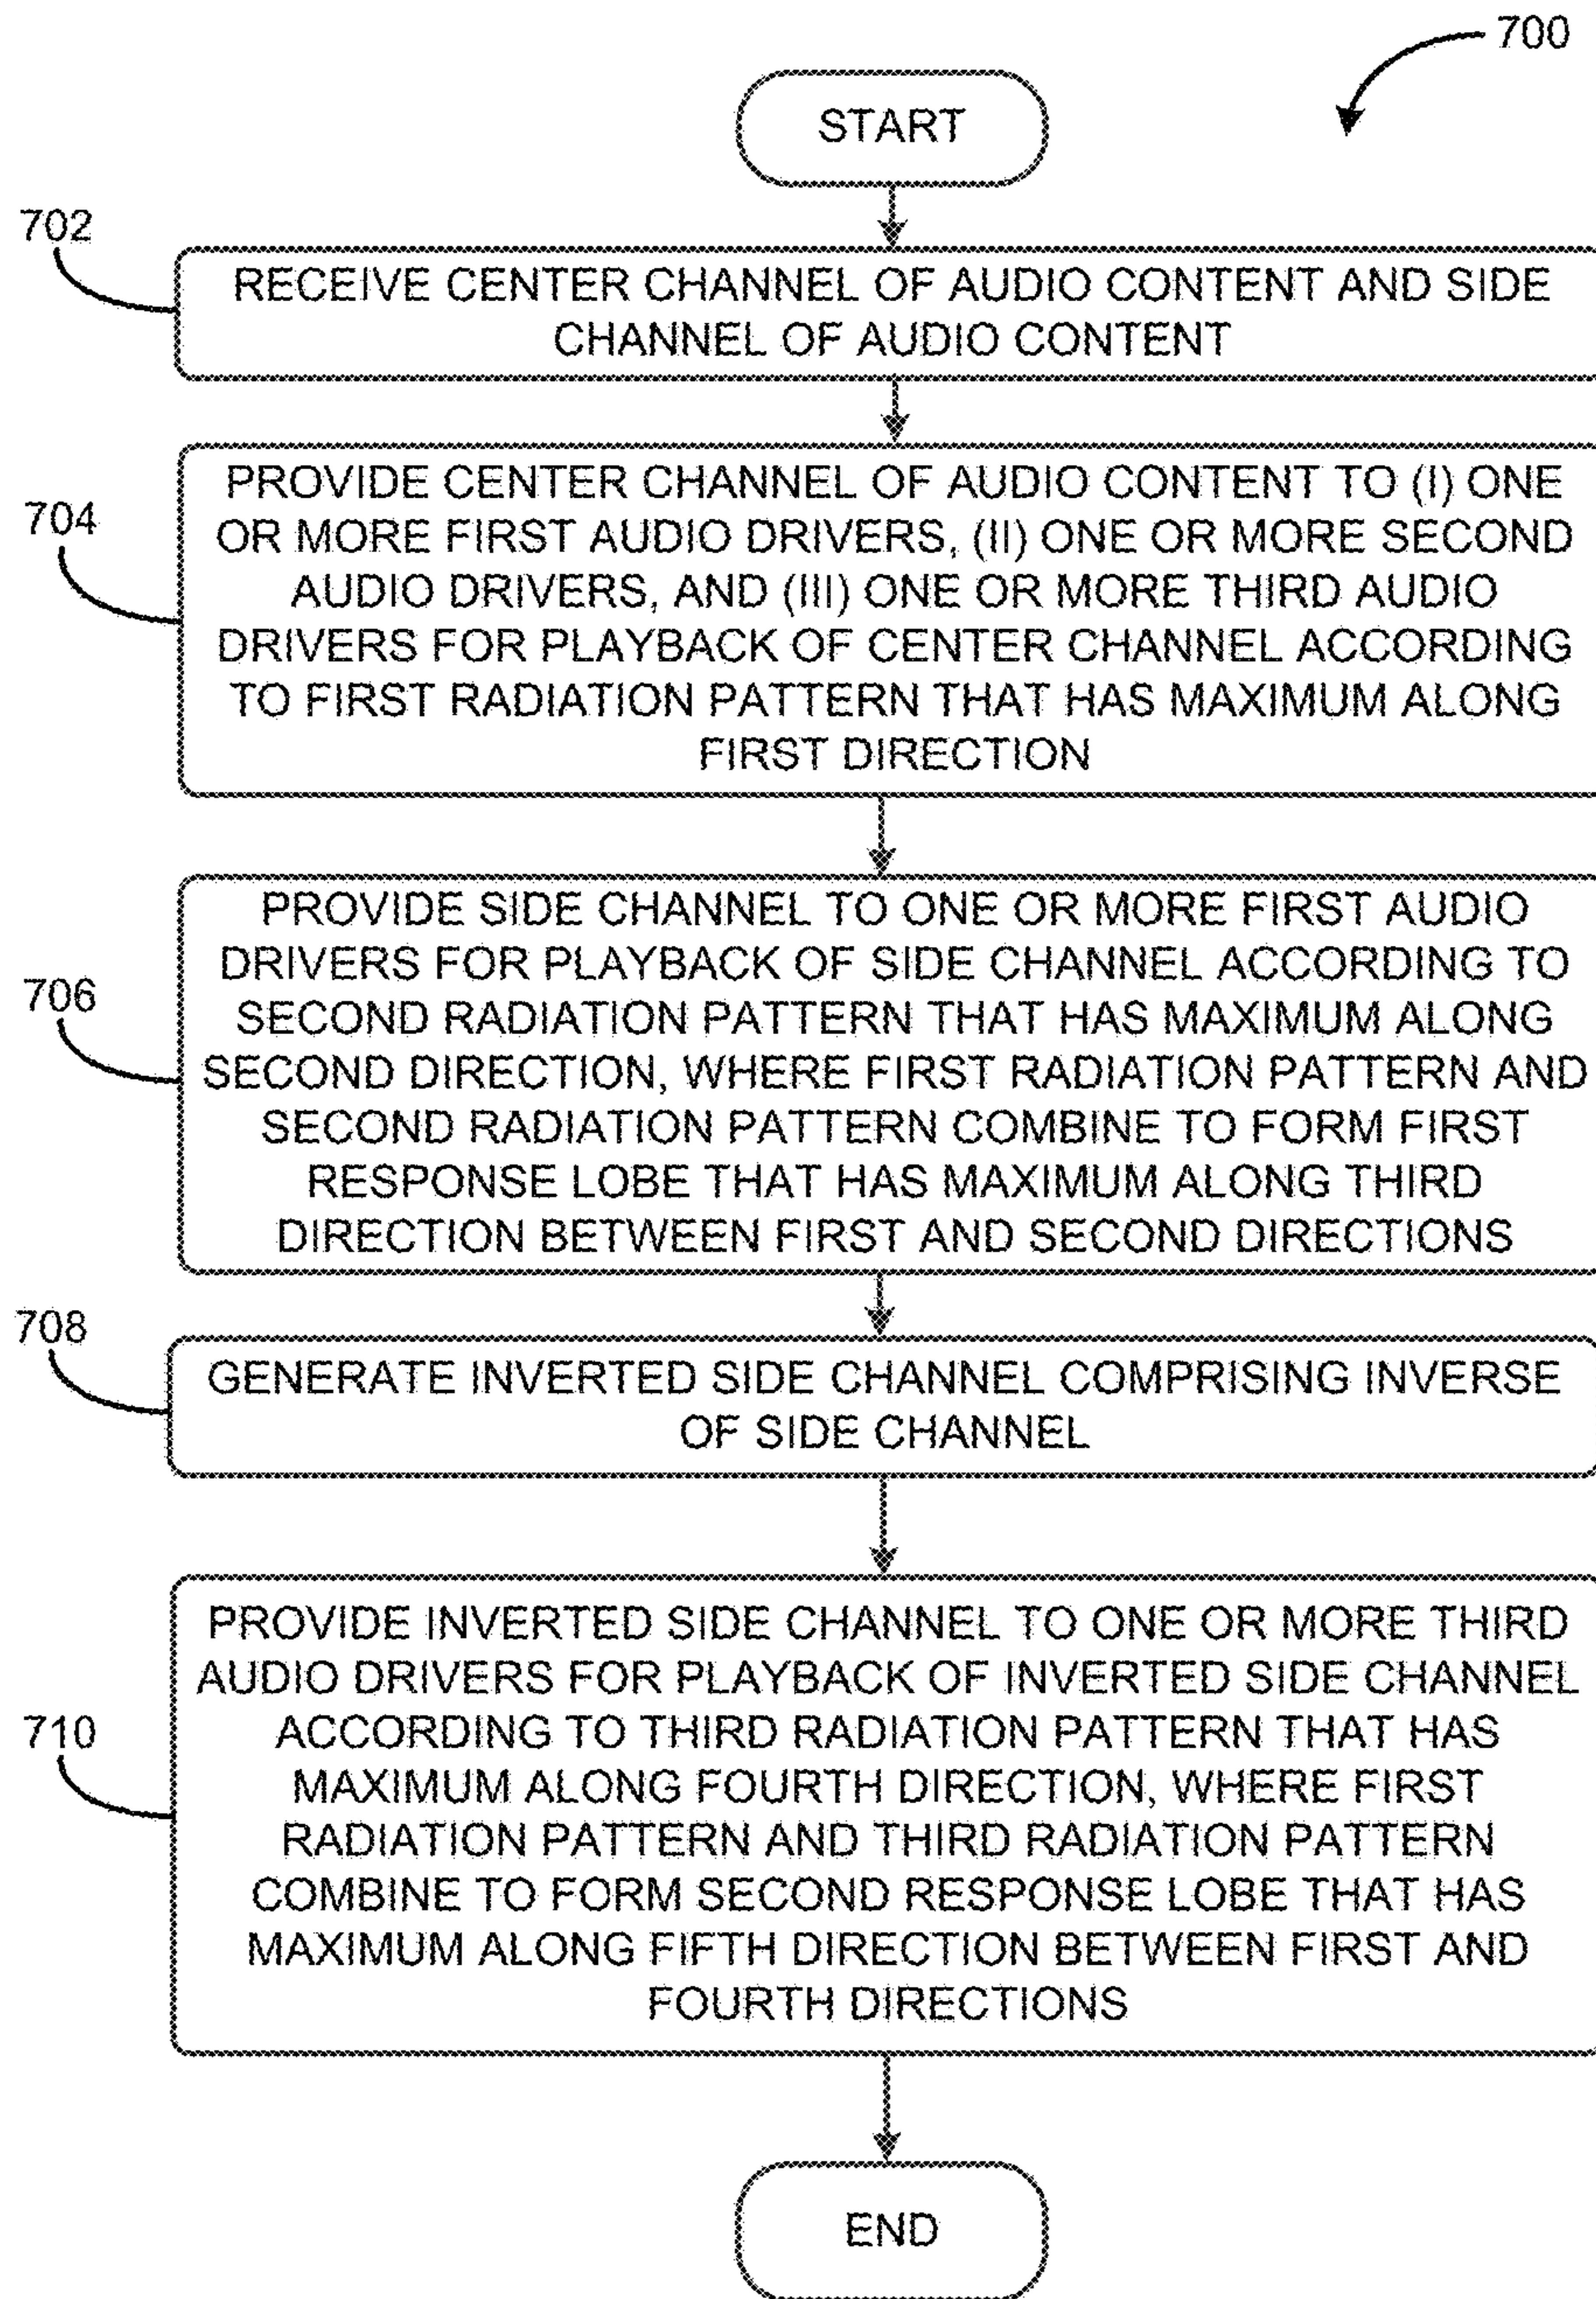 700
START
702
RECEIVE CENTER CHANNEL OF AUDIO CONTENT AND SIDE
CHANNEL OF AUDIO CONTENT
704
PROVIDE CENTER CHANNEL OF AUDIO CONTENT TO (I) ONE
OR MORE FIRST AUDIO DRIVERS, (II) ONE OR MORE SECOND
AUDIO DRIVERS, AND (III) ONE OR MORE THIRD AUDIO
DRIVERS FOR PLAYBACK OF CENTER CHANNEL ACCORDING
TO FIRST RADIATION PATTERN THAT HAS MAXIMUM ALONG
FIRST DIRECTION
706
PROVIDE SIDE CHANNEL TO ONE OR MORE FIRST AUDIO
DRIVERS FOR PLAYBACK OF SIDE CHANNEL ACCORDING TO
SECOND RADIATION PATTERN THAT HAS MAXIMUM ALONG
SECOND DIRECTION, WHERE FIRST RADIATION PATTERN AND
SECOND RADIATION PATTERN COMBINE TO FORM FIRST
RESPONSE LOBE THAT HAS MAXIMUM ALONG THIRD
DIRECTION BETWEEN FIRST AND SECOND DIRECTIONS
708
GENERATE INVERTED SIDE CHANNEL COMPRISING INVERSE
OF SIDE CHANNEL
710
PROVIDE INVERTED SIDE CHANNEL TO ONE OR MORE THIRD
AUDIO DRIVERS FOR PLAYBACK OF INVERTED SIDE CHANNEL
ACCORDING TO THIRD RADIATION PATTERN THAT HAS
MAXIMUM ALONG FOURTH DIRECTION, WHERE FIRST
RADIATION PATTERN AND THIRD RADIATION PATTERN
COMBINE TO FORM SECOND RESPONSE LOBE THAT HAS
MAXIMUM ALONG FIFTH DIRECTION BETWEEN FIRST AND
FOURTH DIRECTIONS
END